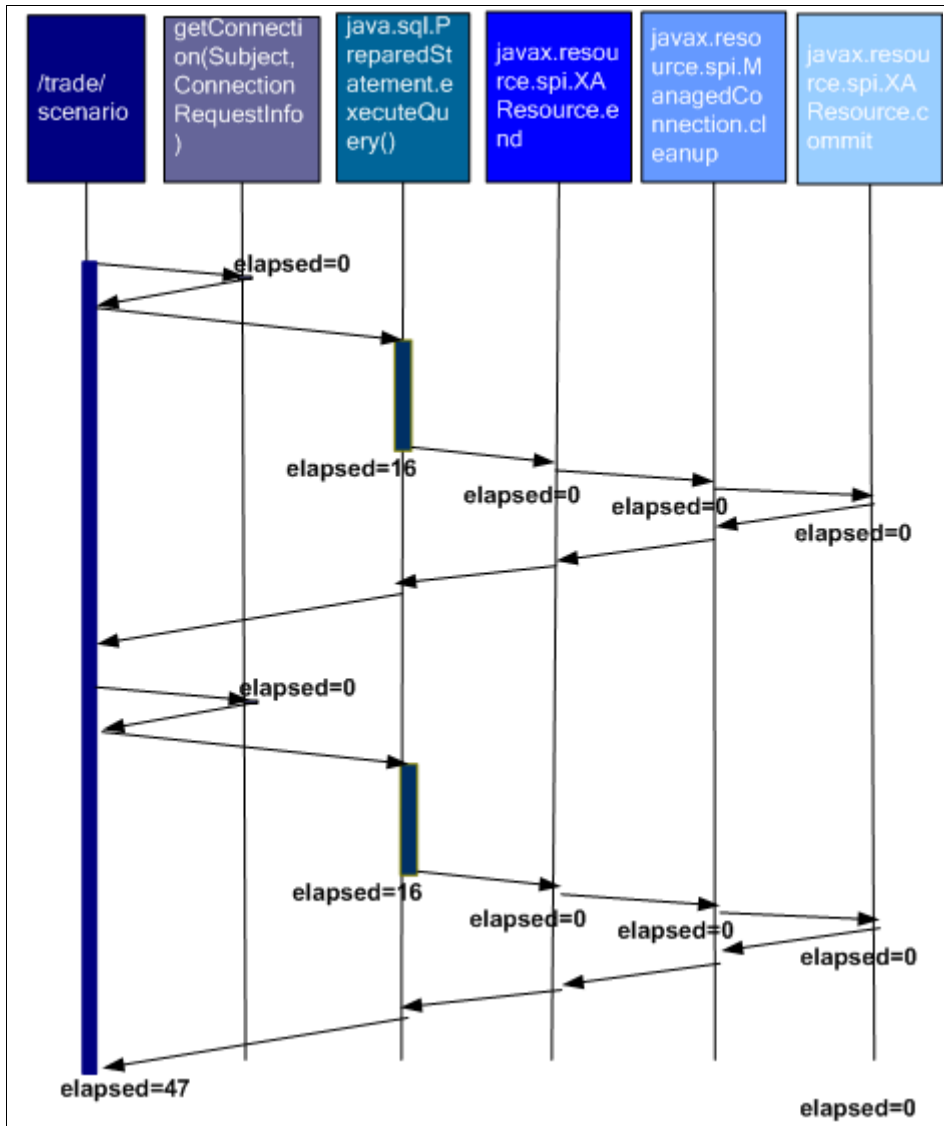 /trade/
scenario
getConnecti
on(Subject,
Connection
RequestInfo
)
java.sql.P
reparedSt
atement.e
xecuteQu
ery()
javax.resou
rce.spi.XA
Resource.e
nd
javax.reso
urce.spi.M
anagedCo
nnection.cl
eanup
javax.resou
rce.spi.XA
Resource.c
ommit
elapsed=0
elapsed=16
elapsed=0
elapsed=0
elapsed=0
elapsed=0
elapsed=16
elapsed=0
elapsed=0
elapsed=0
elapsed=47
elapsed=0